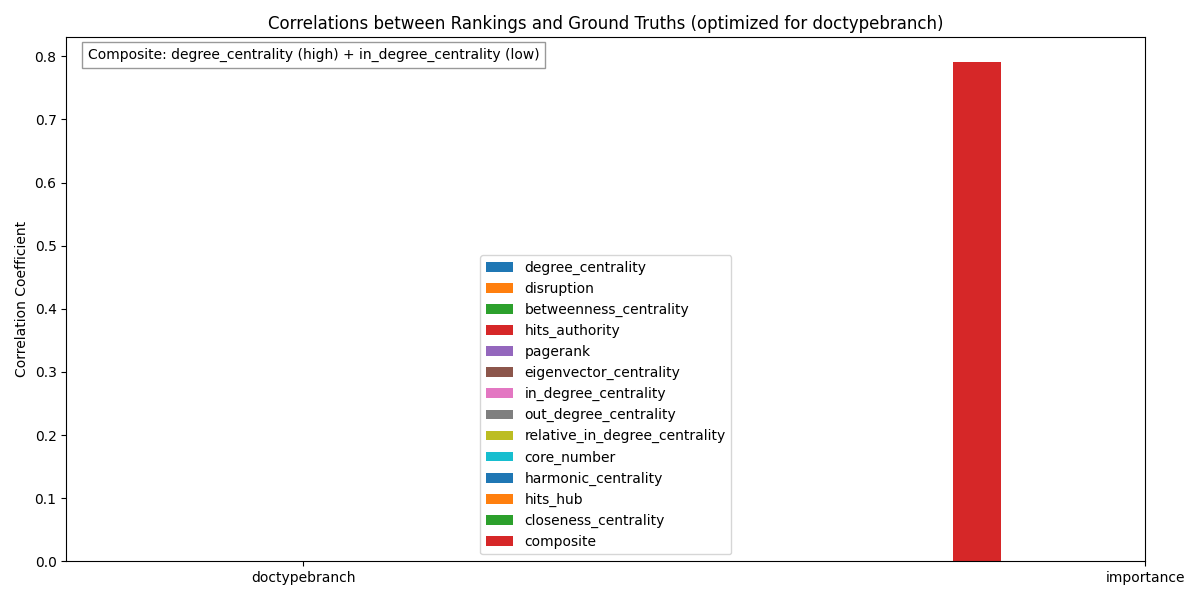 Correlations between Rankings and Ground Truths (optimized for doctypebranch)
Composite: degree_centrality (high) + in_degree_centrality (low)
Correlation Coefficient
0.8
0.7
0.6
0.5
0.4
0.3
0.2
0.1
0.0
degree_centrality
disruption
betweenness_centrality
hits_authority
pagerank
eigenvector_centrality
in_degree_centrality
out_degree_centrality
relative_in_degree_centrality
core_number
harmonic_centrality
hits_hub
closeness_centrality
composite
doctypebranch
importance